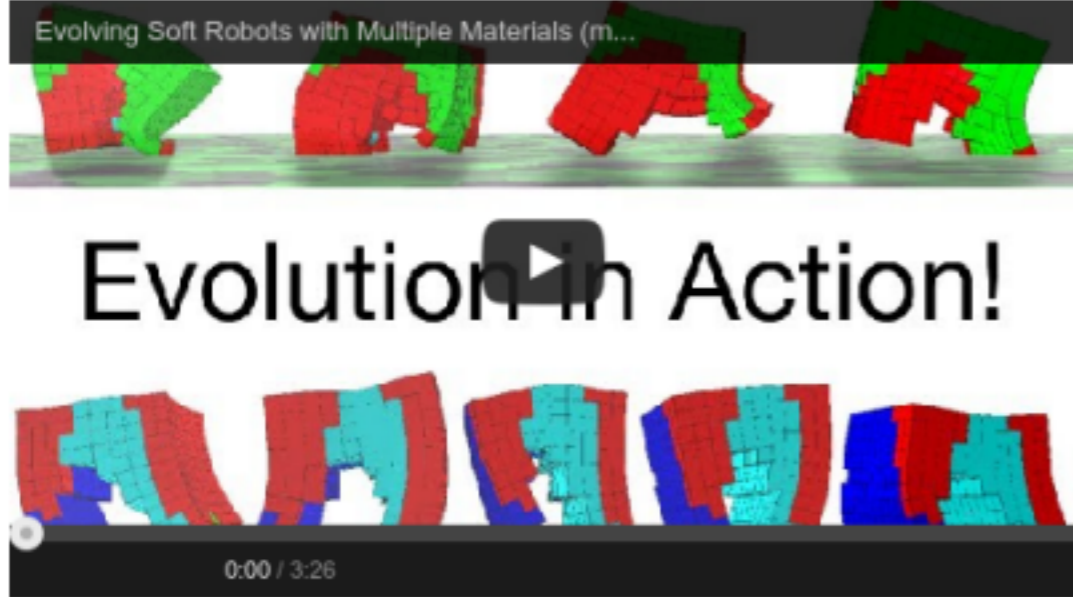 Evolving Soft Robots with Multiple Materials (m...
Evolution in Action!
0:00 / 3:26